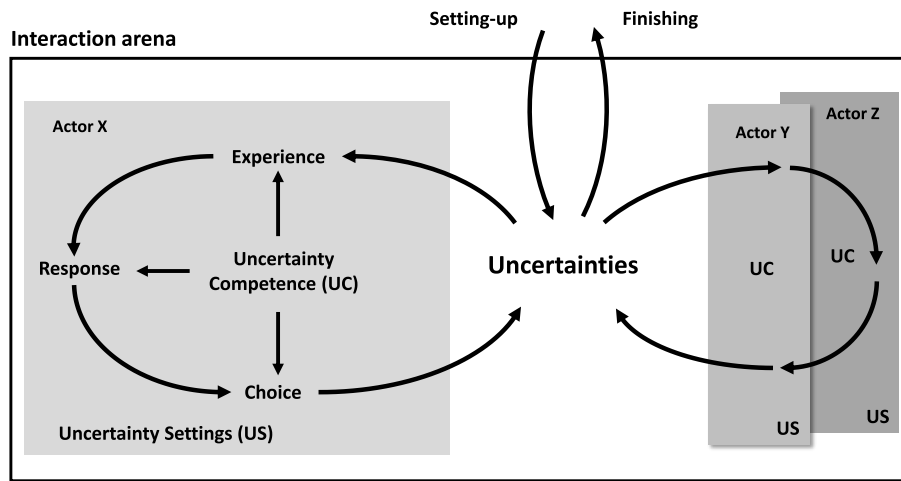 Setting-up
Finishing
Interaction arena
Actor X
Actor Y
Actor Z
Experience
Response
Uncertainty
Competence (UC)
Uncertainties
UC
UC
Choice
Uncertainty Settings (US)
US
US